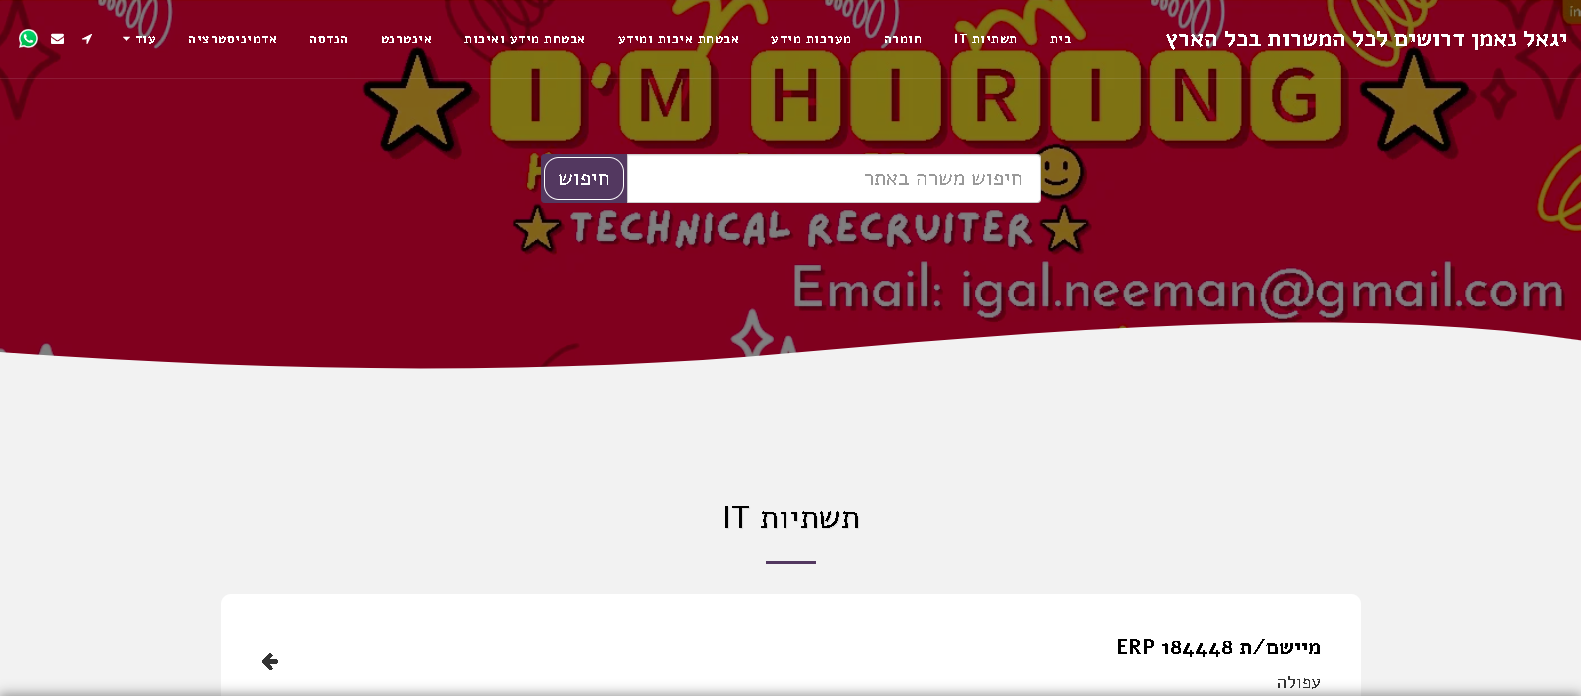 יגאל נאמן דרושים לכל המשרות בכל הארץ
בית תשתיות IT חומרה מערכות מידע אבטחת איכות ומידע אבטחת מידע ואיכות אינטרנט הנדסה אדמיניסטרציה עוד
I'M HIRING
חיפוש משרה באתר חיפוש
TECHNICAL RECRUITER
Email: igal.neeman@gmail.com
תשתיות IT
מיישם/ת ERP 184448
עפולה